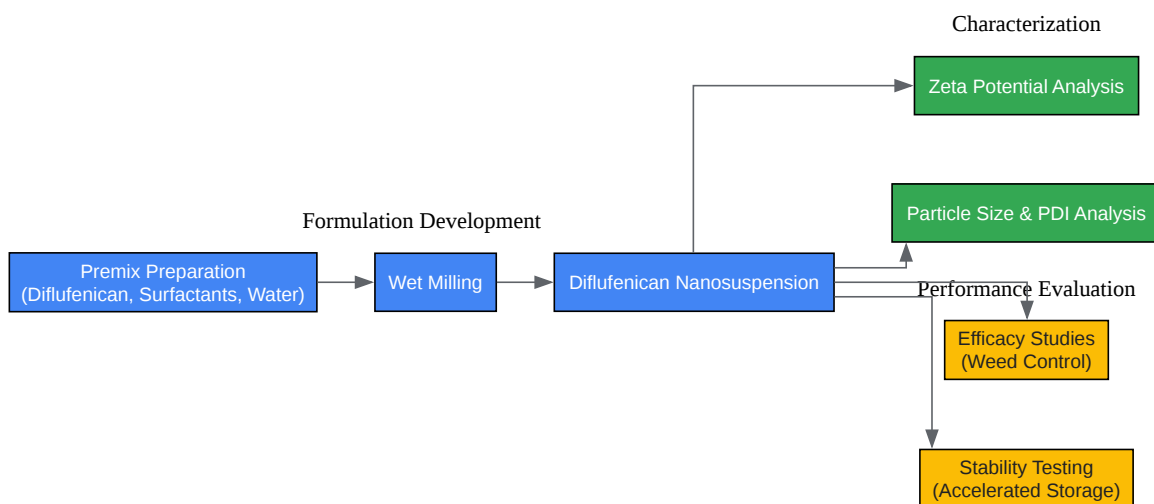 Characterization
Zeta Potential Analysis
Particle Size & PDI Analysis
Formulation Development
Premix Preparation
(Diflufenican, Surfactants, Water)
Wet Milling
Diflufenican Nanosuspension
Performance Evaluation
Efficacy Studies
(Weed Control)
Stability Testing
(Accelerated Storage)